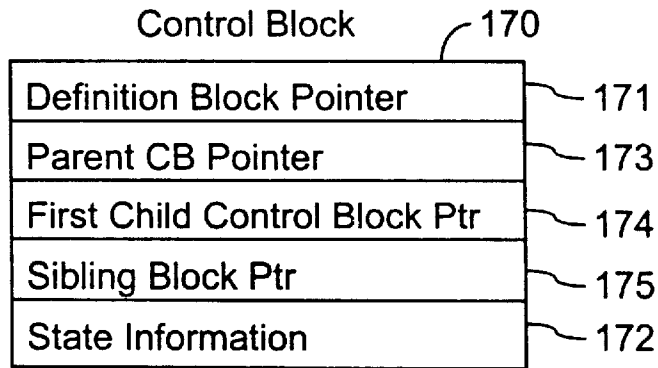 Control Block 170
Definition Block Pointer 171
Parent CB Pointer 173
First Child Control Block Ptr 174
Sibling Block Ptr 175
State Information 172